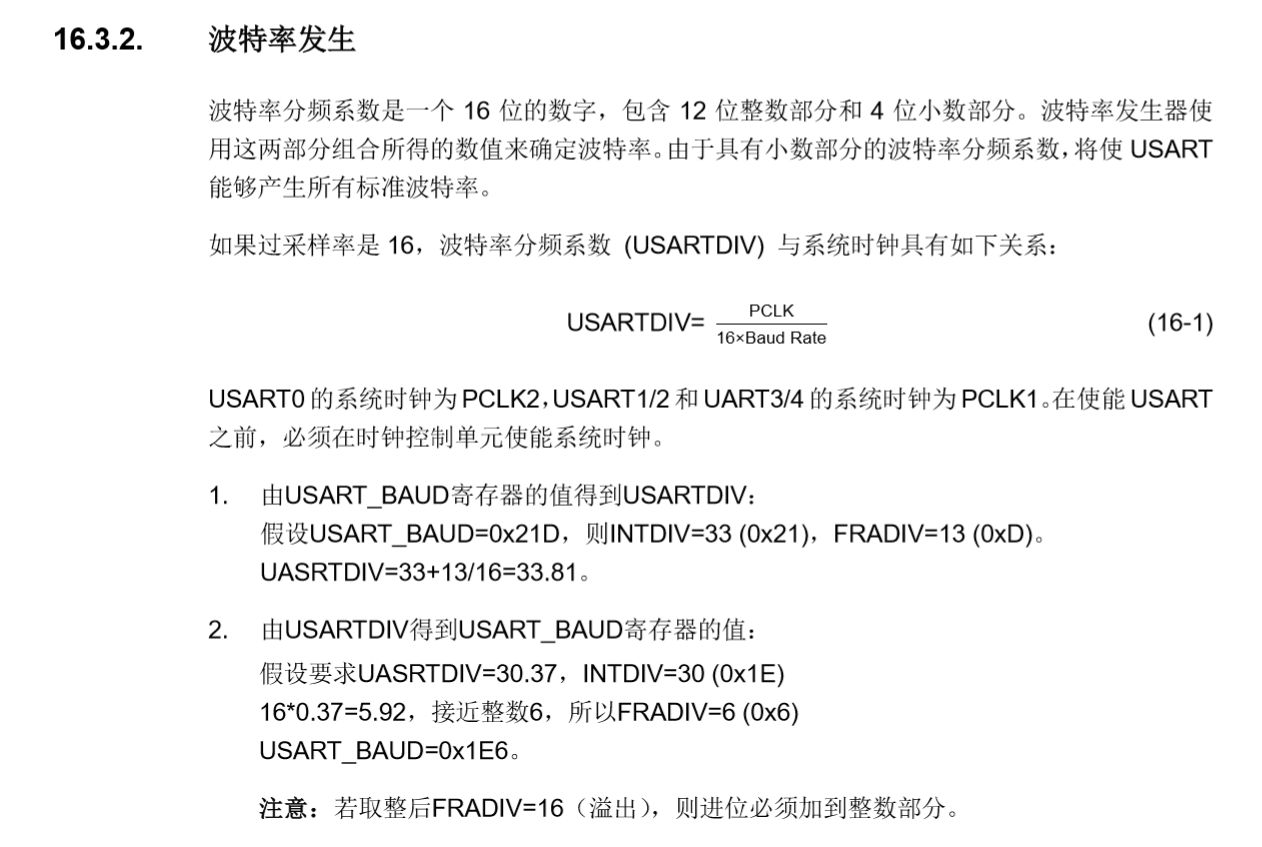 16.3.2. 波特率发生
波特率分频系数是一个 16 位的数字，包含 12 位整数部分和 4 位小数部分。波特率发生器使
用这两部分组合所得的数值来确定波特率。由于具有小数部分的波特率分频系数，将使 USART
能够产生所有标准波特率。
如果过采样率是 16，波特率分频系数 (USARTDIV) 与系统时钟具有如下关系：
USARTDIV= PCLK / 16×Baud Rate (16-1)
USART0 的系统时钟为 PCLK2，USART1/2 和 UART3/4 的系统时钟为 PCLK1。在使能 USART
之前，必须在时钟控制单元使能系统时钟。
1. 由USART_BAUD寄存器的值得到USARTDIV：
假设USART_BAUD=0x21D，则INTDIV=33 (0x21)，FRADIV=13 (0xD)。
UASRTDIV=33+13/16=33.81。
2. 由USARTDIV得到USART_BAUD寄存器的值：
假设要求UASRTDIV=30.37，INTDIV=30 (0x1E)
16*0.37=5.92，接近整数6，所以FRADIV=6 (0x6)
USART_BAUD=0x1E6。
注意：若取整后FRADIV=16（溢出），则进位必须加到整数部分。